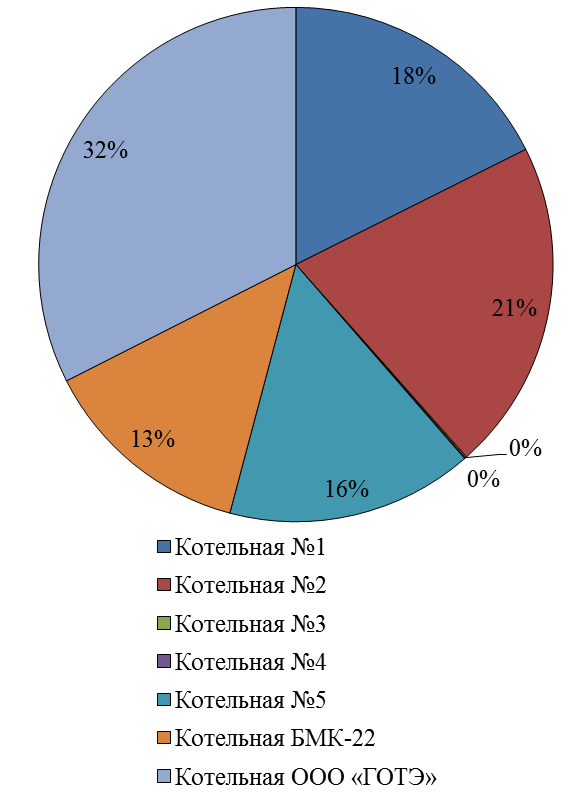 18%
32%
21%
0%
13%
0%
16%
Котельная №1
Котельная №2
Котельная №3
Котельная №4
Котельная №5
Котельная БМК-22
Котельная ООО «ГОТЭ»